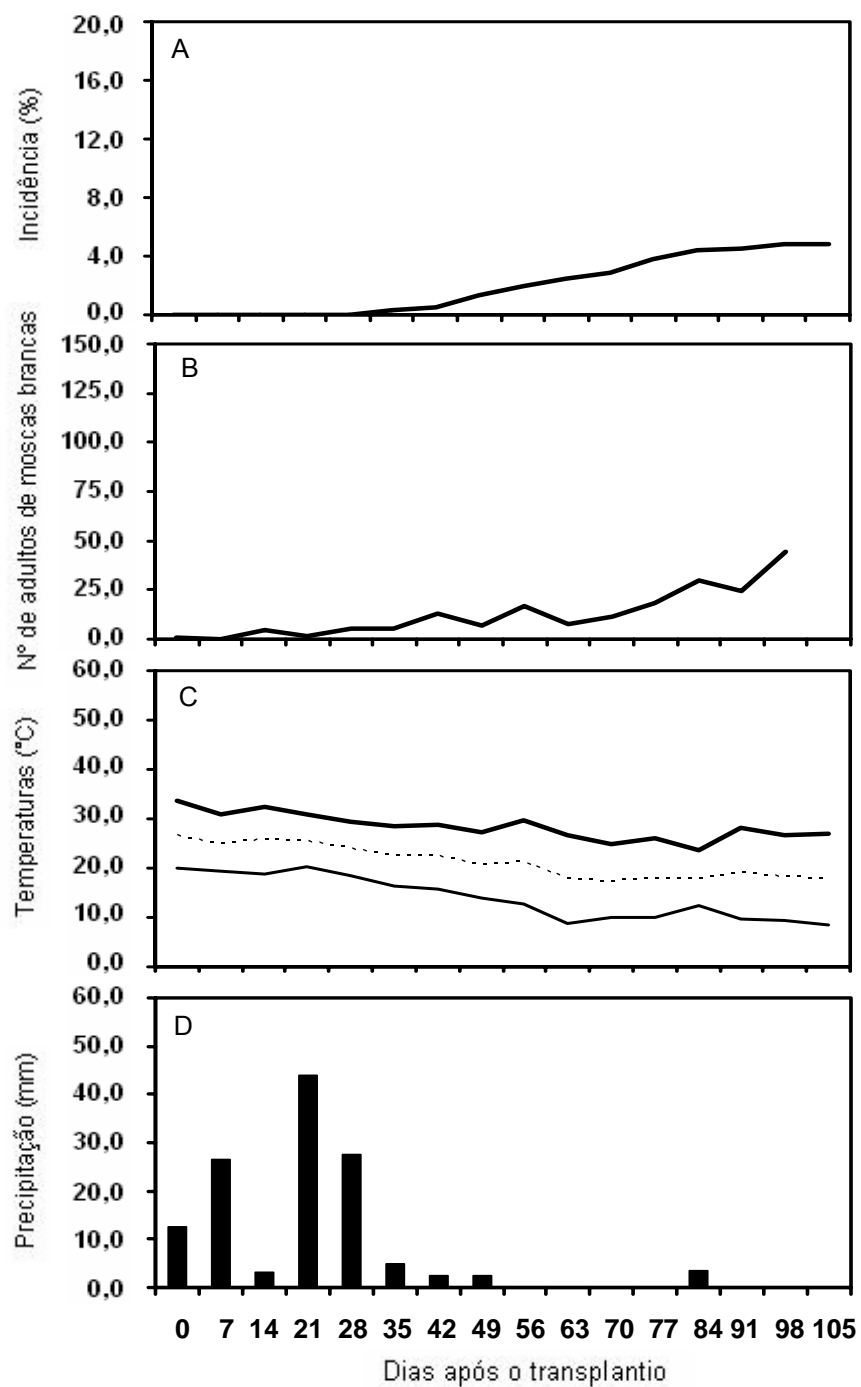 Incidência (%)
20,0
16,0
12,0
8,0
4,0
0,0
A
N° de adultos de moscas brancas
150,0
125,0
100,0
75,0
50,0
25,0
0,0
B
Temperaturas (°C)
60,0
50,0
40,0
30,0
20,0
10,0
0,0
C
Precipitação (mm)
60,0
50,0
40,0
30,0
20,0
10,0
0,0
D
0 7 14 21 28 35 42 49 56 63 70 77 84 91 98 105
Dias após o transplantio